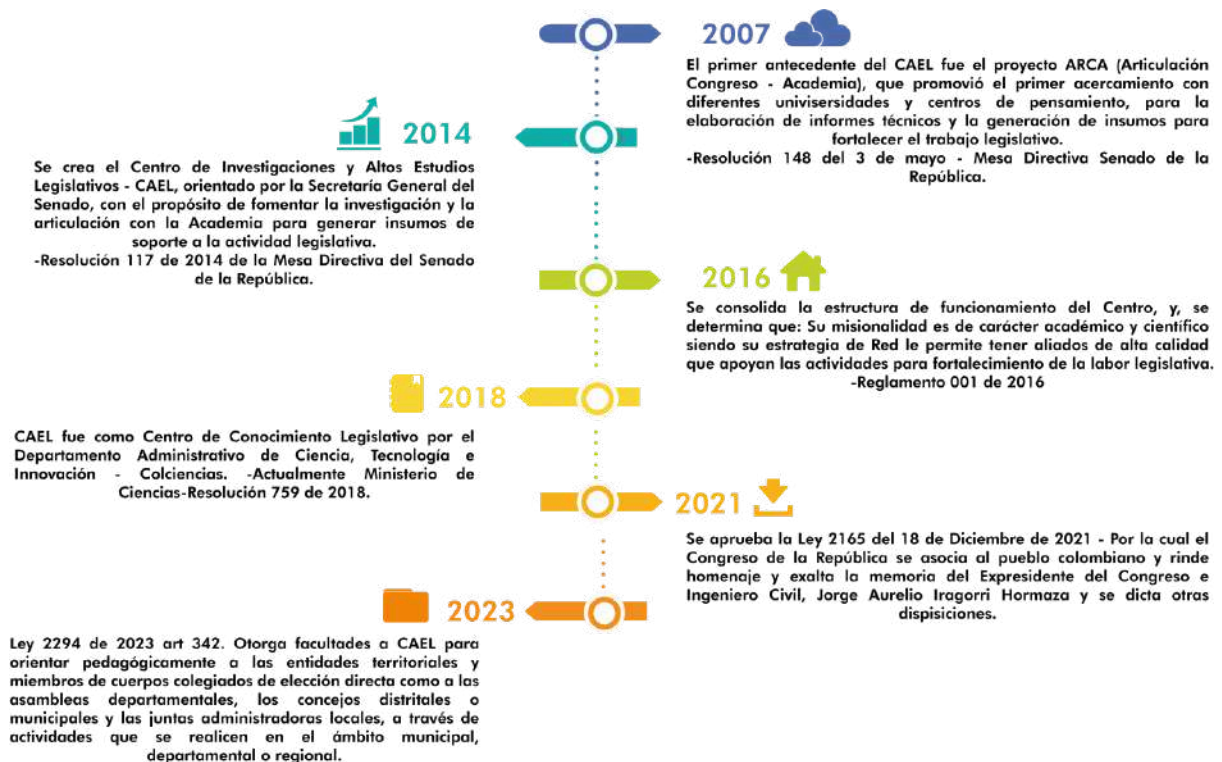 2007
El primer antecedente del CAEL fue el proyecto ARCA (Articulación
Congreso - Academia), que promovió el primer acercamiento con
diferentes univisersidades y centros de pensamiento, para la
elaboración de informes técnicos y la generación de insumos para
fortalecer el trabajo legislativo.
-Resolución 148 del 3 de mayo - Mesa Directiva Senado de la
República.
2014
Se crea el Centro de Investigaciones y Altos Estudios
Legislativos - CAEL, orientado por la Secretaría General del
Senado, con el propósito de fomentar la investigación y la
articulación con la Academia para generar insumos de
soporte a la actividad legislativa.
-Resolución 117 de 2014 de la Mesa Directiva del Senado
de la República.
2016
Se consolida la estructura de funcionamiento del Centro, y, se
determina que: Su misionalidad es de carácter académico y científico
siendo su estrategia de Red le permite tener aliados de alta calidad
que apoyan las actividades para fortalecimiento de la labor legislativa.
-Reglamento 001 de 2016
2018
CAEL fue como Centro de Conocimiento Legislativo por el
Departamento Administrativo de Ciencia, Tecnología e
Innovación - Colciencias. -Actualmente Ministerio de
Ciencias-Resolución 759 de 2018.
2021
Se aprueba la Ley 2165 del 18 de Diciembre de 2021 - Por la cual el
Congreso de la República se asocia al pueblo colombiano y rinde
homenaje y exalta la memoria del Expresidente del Congreso e
Ingeniero Civil, Jorge Aurelio Iragorri Hormaza y se dicta otras
dispisiciones.
2023
Ley 2294 de 2023 art 342. Otorga facultades a CAEL para
orientar pedagógicamente a las entidades territoriales y
miembros de cuerpos colegiados de elección directa como a las
asambleas departamentales, los concejos distritales o
municipales y las juntas administradoras locales, a través de
actividades que se realicen en el ámbito municipal,
departamental o regional.